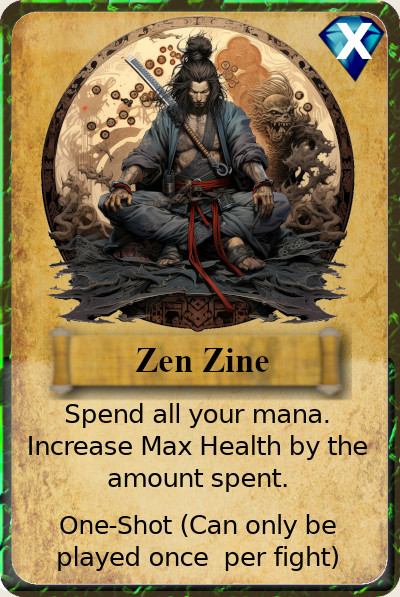 X
Zen Zine
Spend all your mana.
Increase Max Health by the
amount spent.
One-Shot (Can only be
played once  per fight)